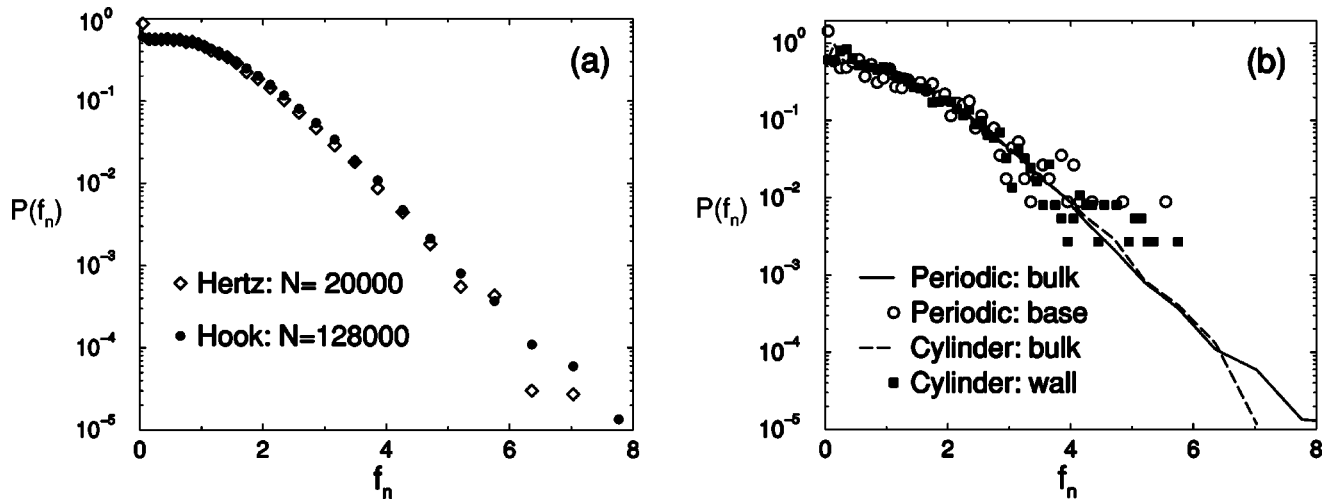 (a)
P(fₙ)
10⁰
10⁻¹
10⁻²
10⁻³
10⁻⁴
10⁻⁵
Hertz: N= 20000
Hook: N=128000
0 2 4 6 8
fₙ
(b)
P(fₙ)
10⁰
10⁻¹
10⁻²
10⁻³
10⁻⁴
10⁻⁵
Periodic: bulk
Periodic: base
Cylinder: bulk
Cylinder: wall
0 2 4 6 8
fₙ